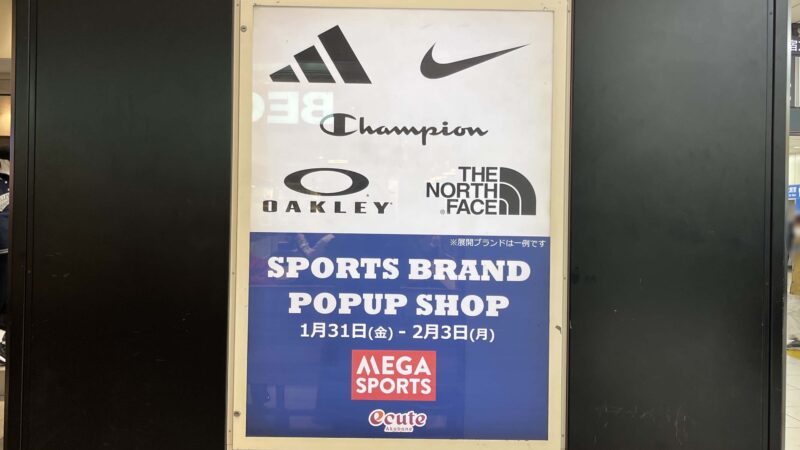 Champion
OAKLEY
THE
NORTH
FACE
※展開ブランドは一例です
SPORTS BRAND
POPUP SHOP
1月31日(金) - 2月3日(月)
MEGA
SPORTS
ecute
Akabane